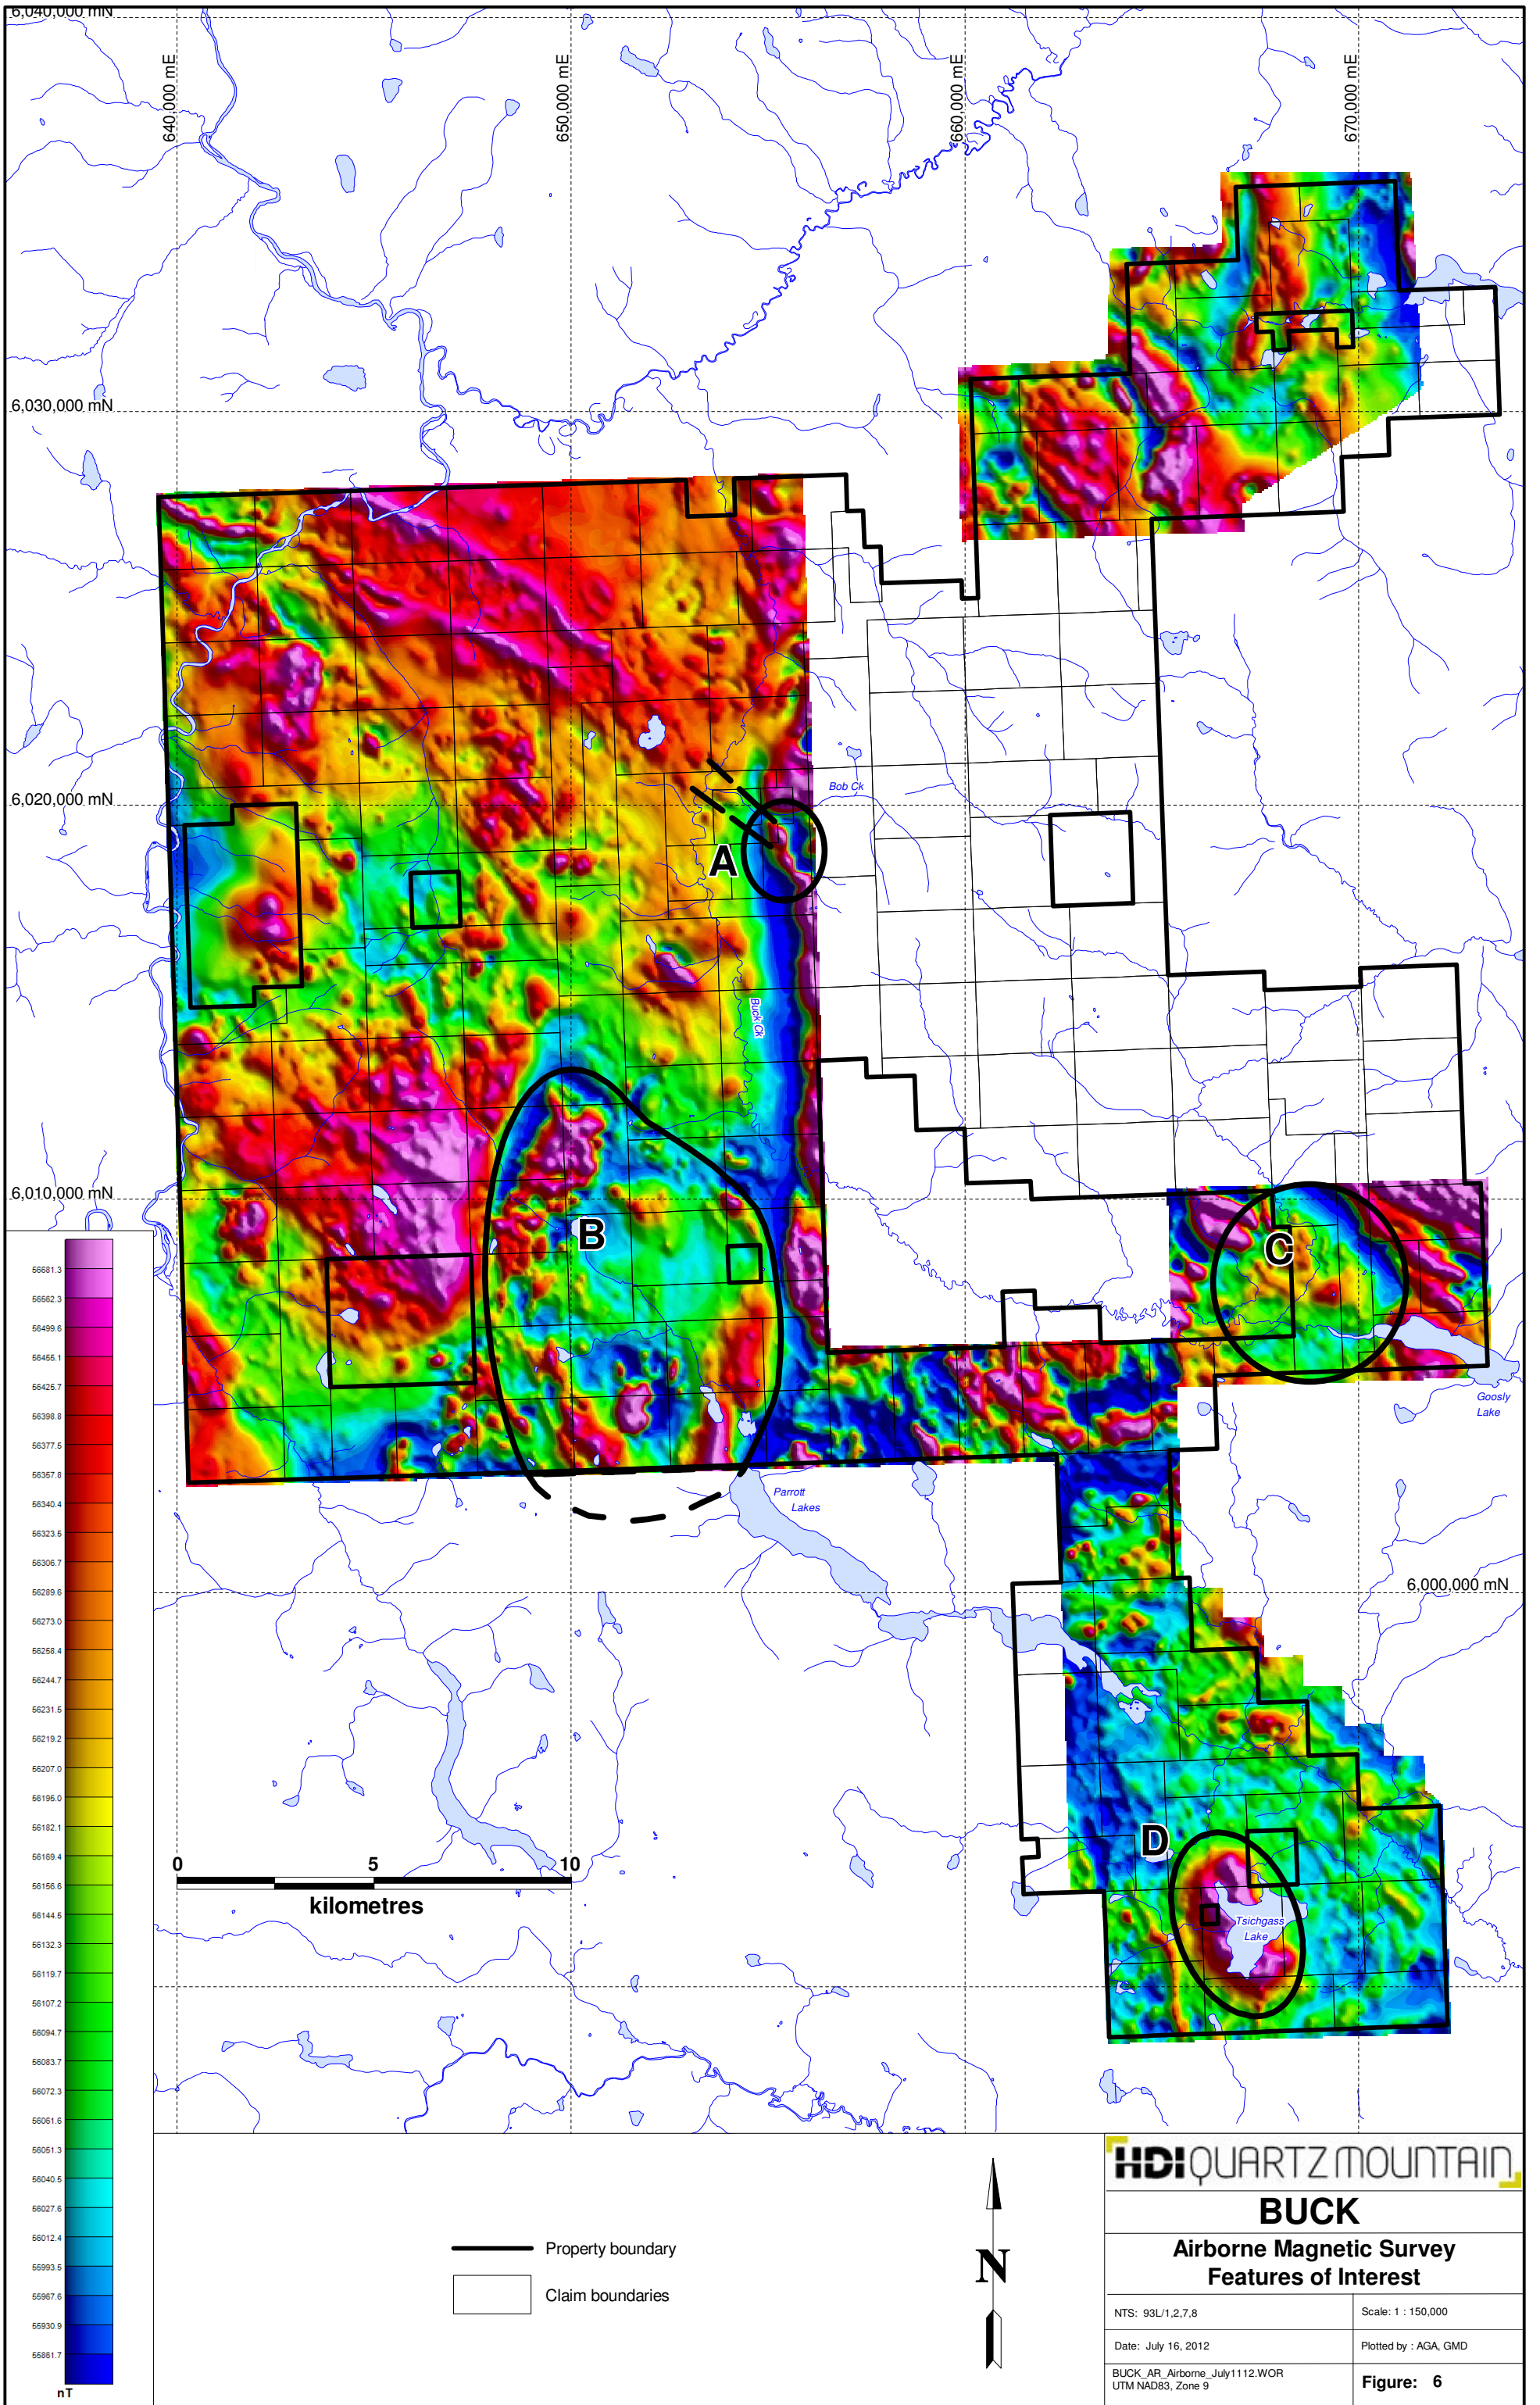 6,040,000 mN
640,000 mE
650,000 mE
660,000 mE
670,000 mE
6,030,000 mN
6,020,000 mN
Bob Ck
A
Buck Ck
6,010,000 mN
B
C
Goosly
Lake
Parrott
Lakes
6,000,000 mN
D
Tsichgass
Lake
0 5 10
kilometres
56681.3
56562.3
56499.6
56455.1
56425.7
56398.8
56377.5
56357.8
56340.4
56323.5
56306.7
56289.6
56273.0
56258.4
56244.7
56231.5
56219.2
56207.0
56195.0
56182.1
56169.4
56156.6
56144.5
56132.3
56119.7
56107.2
56094.7
56083.7
56072.3
56061.6
56051.3
56040.5
56027.6
56012.4
55993.5
55967.6
55930.9
55861.7
nT
Property boundary
Claim boundaries
N
HDI QUARTZ MOUNTAIN
BUCK
Airborne Magnetic Survey
Features of Interest
NTS: 93L/1,2,7,8
Scale: 1 : 150,000
Date: July 16, 2012
Plotted by : AGA, GMD
BUCK_AR_Airborne_July1112.WOR
UTM NAD83, Zone 9
Figure: 6